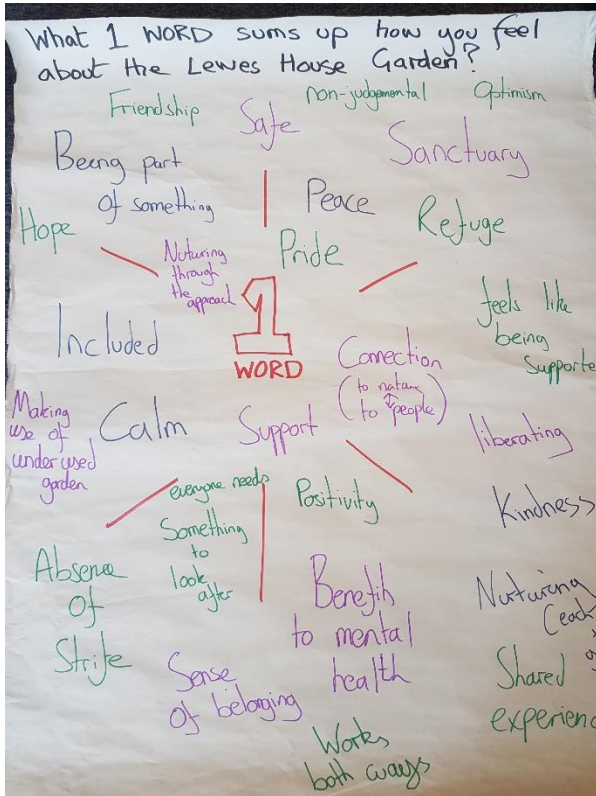 What 1 WORD sums up how you feel
about the Lewes House Garden?
Friendship
Safe
non-judgemental
Optimism
Being part
of something
Peace
Sanctuary
Hope
Nuturing
through
the
approach
Pride
Refuge
1
WORD
Included
Connection
(to nature
to people)
feels like
being
supporte
Making
use of
under used
garden
Calm
Support
liberating
everyone needs
Something
to
look
after
Positivity
Kindness
Absence
of
Strife
Benefit
to mental
health
Nurturing
(each
Sense
of belonging
Shared
experienc
Works
both ways